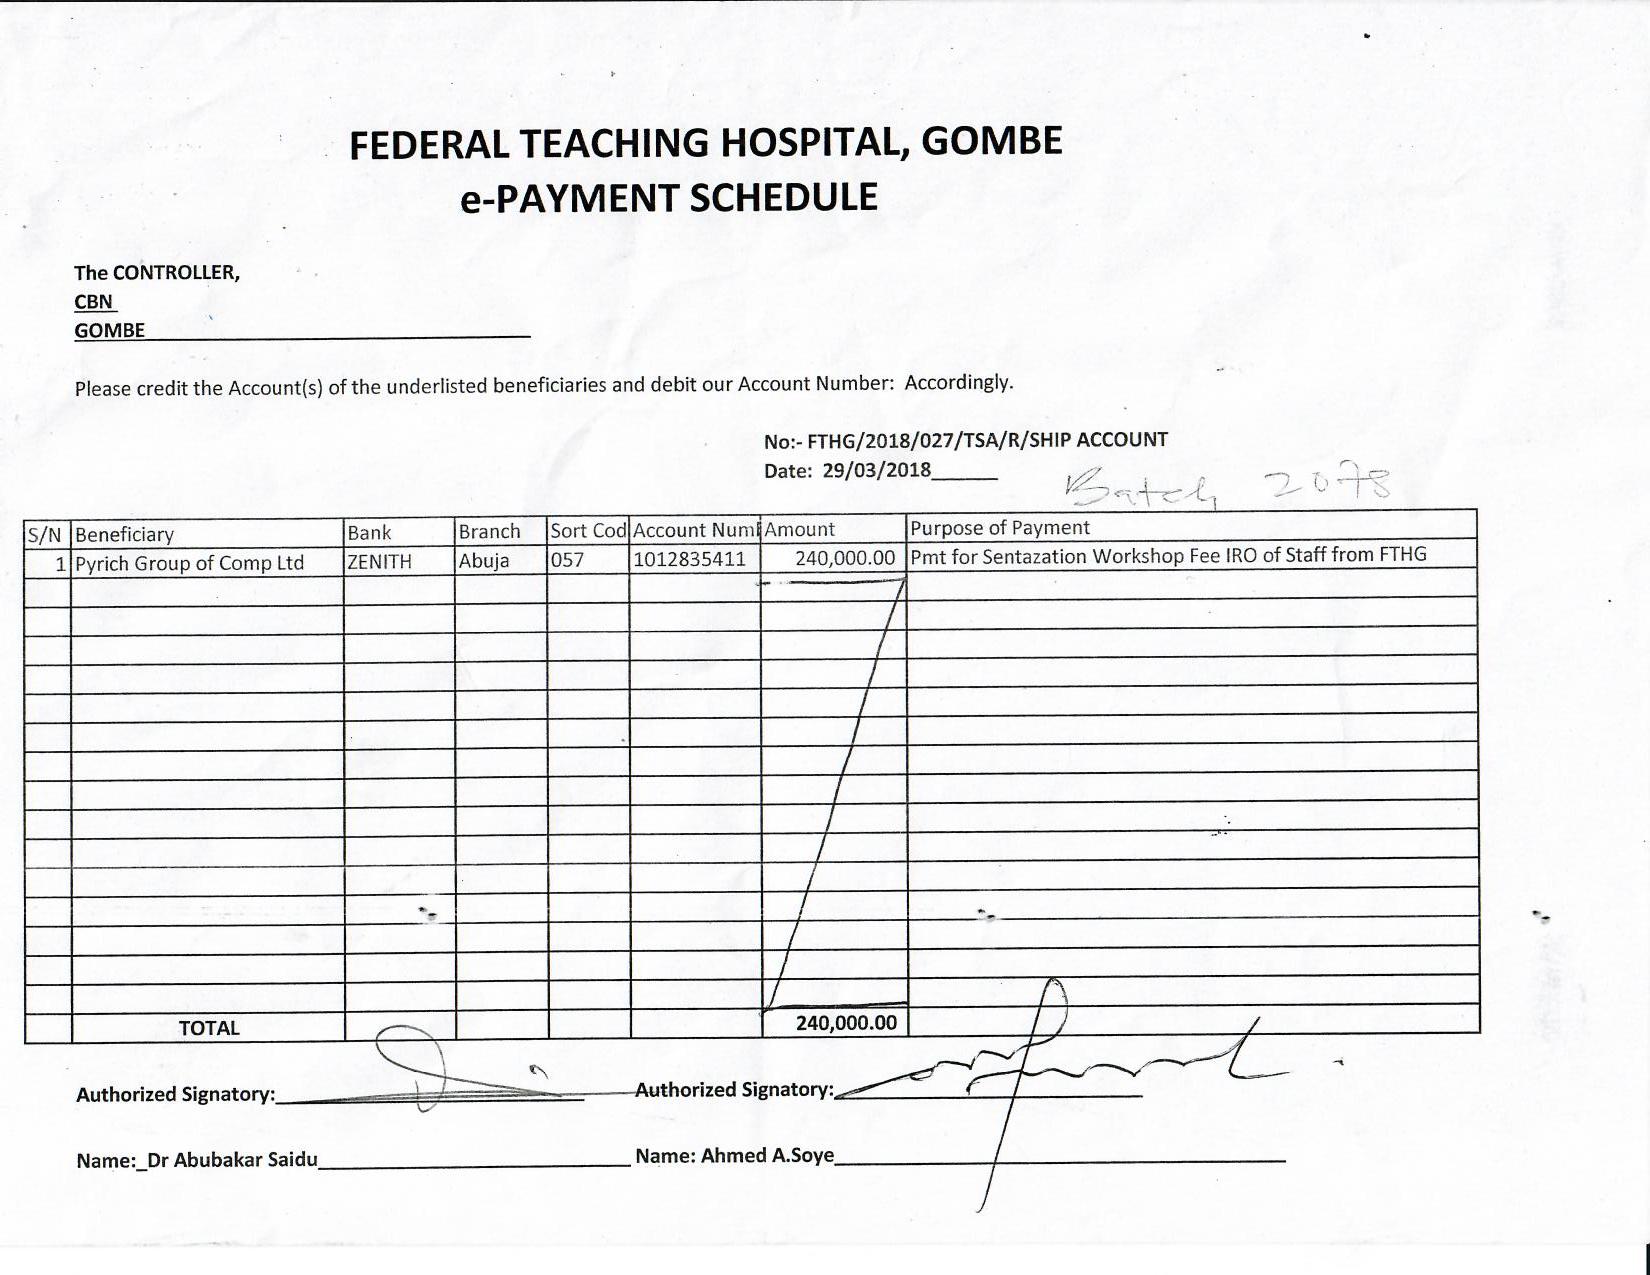 FEDERAL TEACHING HOSPITAL, GOMBE
e-PAYMENT SCHEDULE
The CONTROLLER,
CBN
GOMBE
Please credit the Account(s) of the underlisted beneficiaries and debit our Account Number: Accordingly.
No:- FTHG/2018/027/TSA/R/SHIP ACCOUNT
Date: 29/03/2018
Batch 2078
S/N Beneficiary Bank Branch Sort Cod Account Num Amount Purpose of Payment
1 Pyrich Group of Comp Ltd ZENITH Abuja 057 1012835411 240,000.00 Pmt for Sentazation Workshop Fee IRO of Staff from FTHG
TOTAL 240,000.00
Authorized Signatory: Authorized Signatory:
Name:_Dr Abubakar Saidu Name: Ahmed A.Soye